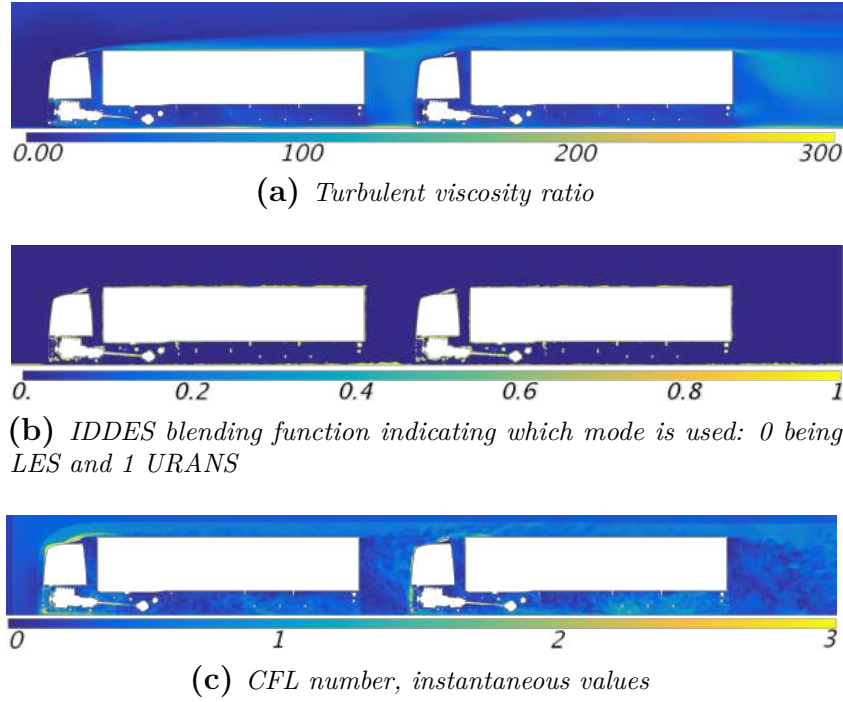 0.00 100 200 300
(a) Turbulent viscosity ratio
0. 0.2 0.4 0.6 0.8 1
(b) IDDES blending function indicating which mode is used: 0 being
LES and 1 URANS
0 1 2 3
(c) CFL number, instantaneous values